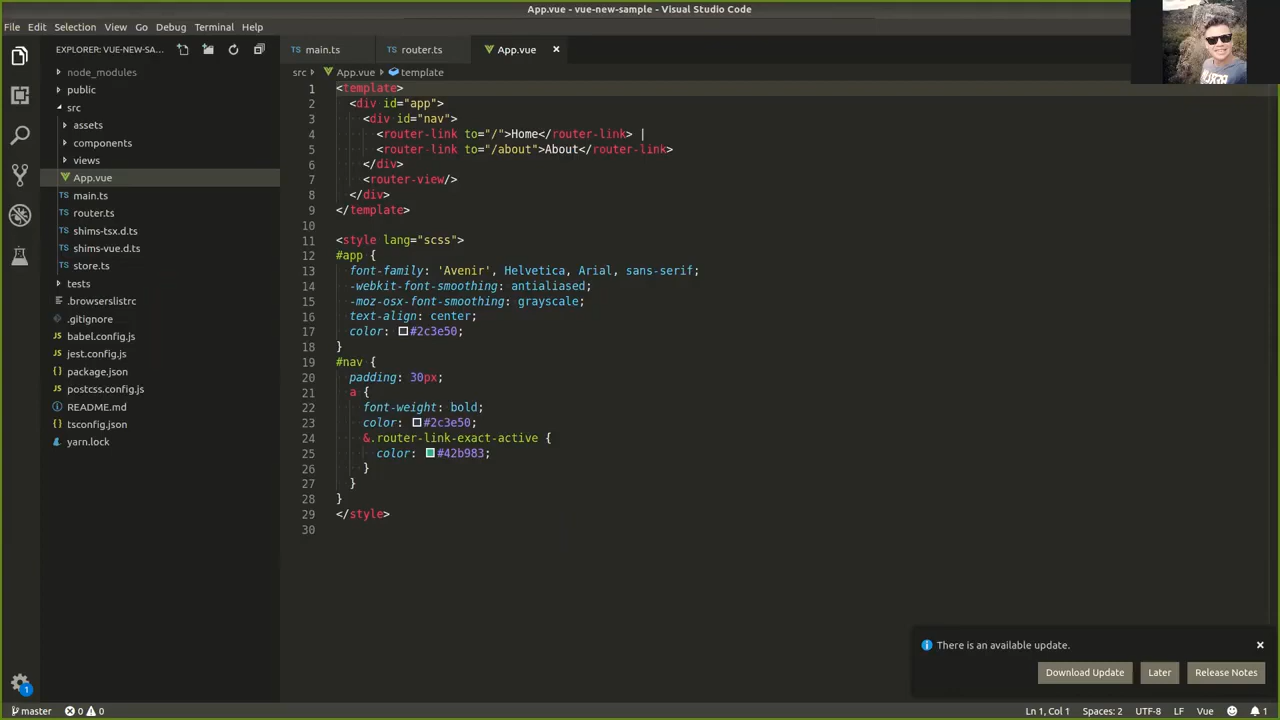 App.vue - vue-new-sample - Visual Studio Code
File Edit Selection View Go Debug Terminal Help
EXPLORER: VUE-NEW-SA...
main.ts router.ts App.vue
src App.vue template
node_modules
public
src
assets
components
views
App.vue
TS main.ts
TS router.ts
TS shims-tsx.d.ts
TS shims-vue.d.ts
TS store.ts
tests
.browserslistrc
.gitignore
JS babel.config.js
JS jest.config.js
package.json
JS postcss.config.js
README.md
tsconfig.json
yarn.lock
1 <template>
2 <div id="app">
3 <div id="nav">
4 <router-link to="/">Home</router-link> |
5 <router-link to="/about">About</router-link>
6 </div>
7 <router-view/>
8 </div>
9 </template>
10
11 <style lang="scss">
12 #app {
13 font-family: 'Avenir', Helvetica, Arial, sans-serif;
14 -webkit-font-smoothing: antialiased;
15 -moz-osx-font-smoothing: grayscale;
16 text-align: center;
17 color: #2c3e50;
18 }
19 #nav {
20 padding: 30px;
21 a {
22 font-weight: bold;
23 color: #2c3e50;
24 &.router-link-exact-active {
25 color: #42b983;
26 }
27 }
28 }
29 </style>
30
There is an available update.
Download Update Later Release Notes
1
master 0 0 Ln 1, Col 1 Spaces: 2 UTF-8 LF Vue 1